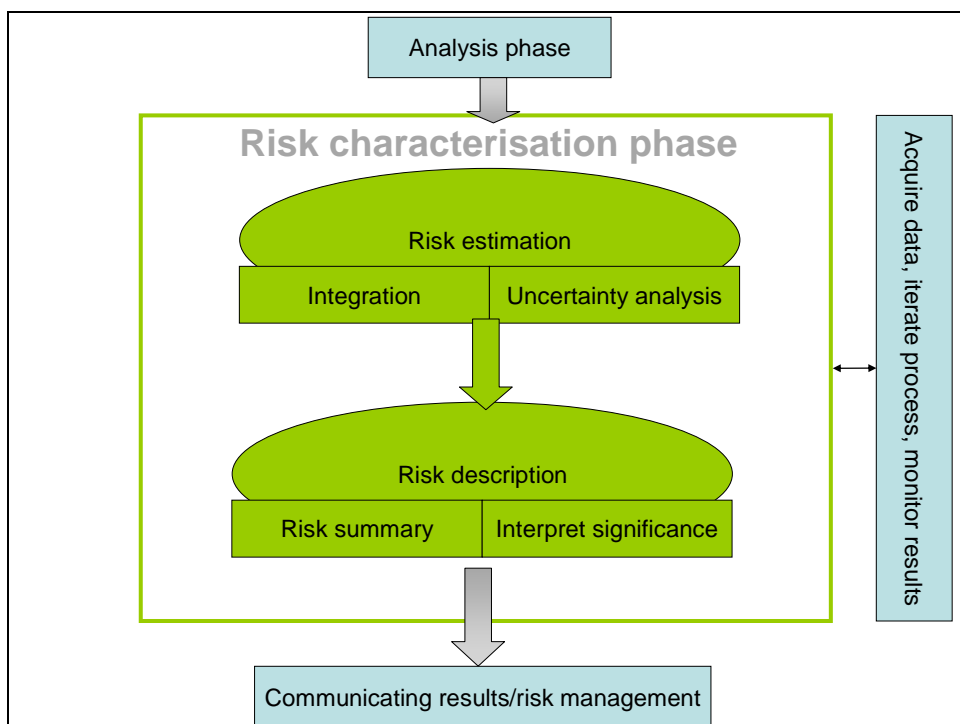 Analysis phase
Risk characterisation phase
Risk estimation
Integration
Uncertainty analysis
Risk description
Risk summary
Interpret significance
Communicating results/risk management
Acquire data, iterate process, monitor results